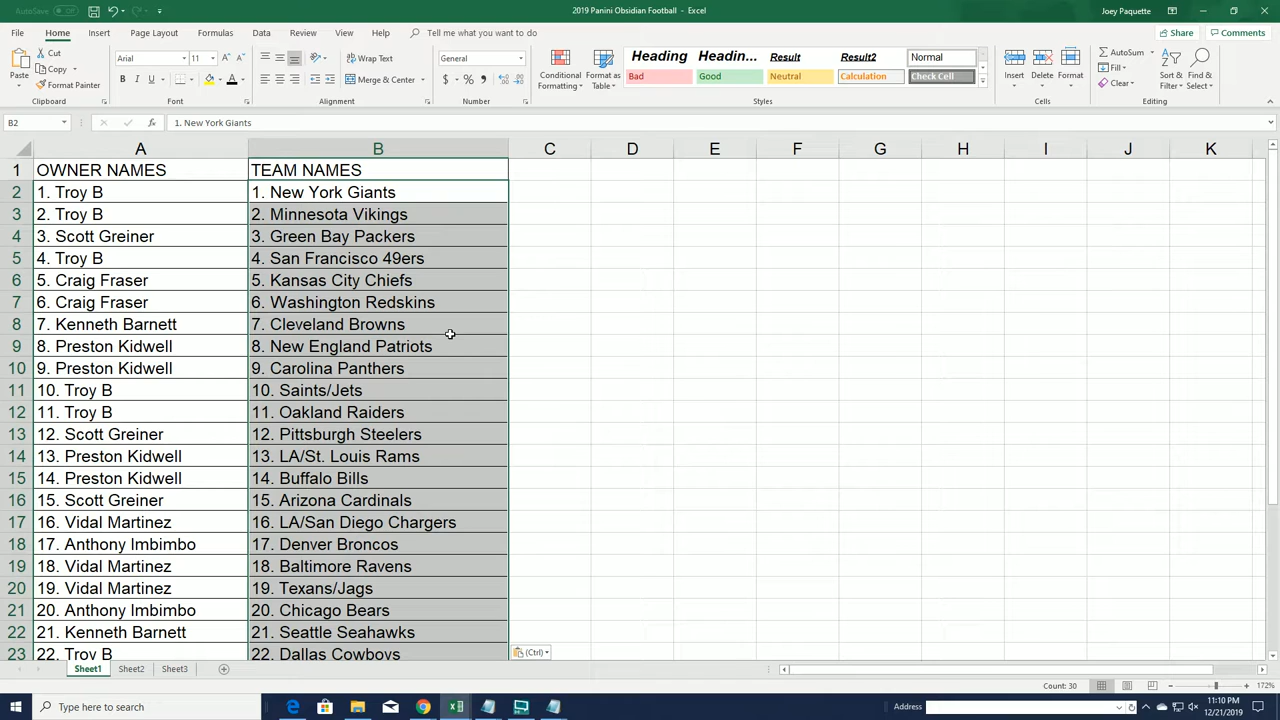 AutoSave Off
2019 Panini Obsidian Football - Excel
Joey Paquette
File Home Insert Page Layout Formulas Data Review View Help Tell me what you want to do
Share Comments
Paste
Cut
Copy
Format Painter
Clipboard
Arial 11
B I U
Font
Wrap Text
Merge & Center
Alignment
General
$ % ,
Number
Conditional Formatting
Format as Table
Heading Headin... Result Result2 Normal
Bad Good Neutral Calculation Check Cell
Styles
Insert Delete Format
Cells
AutoSum
Fill
Clear
Sort & Filter
Find & Select
Editing
B2 fx 1. New York Giants
A B C D E F G H I J K
1 OWNER NAMES TEAM NAMES
2 1. Troy B 1. New York Giants
3 2. Troy B 2. Minnesota Vikings
4 3. Scott Greiner 3. Green Bay Packers
5 4. Troy B 4. San Francisco 49ers
6 5. Craig Fraser 5. Kansas City Chiefs
7 6. Craig Fraser 6. Washington Redskins
8 7. Kenneth Barnett 7. Cleveland Browns
9 8. Preston Kidwell 8. New England Patriots
10 9. Preston Kidwell 9. Carolina Panthers
11 10. Troy B 10. Saints/Jets
12 11. Troy B 11. Oakland Raiders
13 12. Scott Greiner 12. Pittsburgh Steelers
14 13. Preston Kidwell 13. LA/St. Louis Rams
15 14. Preston Kidwell 14. Buffalo Bills
16 15. Scott Greiner 15. Arizona Cardinals
17 16. Vidal Martinez 16. LA/San Diego Chargers
18 17. Anthony Imbimbo 17. Denver Broncos
19 18. Vidal Martinez 18. Baltimore Ravens
20 19. Vidal Martinez 19. Texans/Jags
21 20. Anthony Imbimbo 20. Chicago Bears
22 21. Kenneth Barnett 21. Seattle Seahawks
23 22. Troy B 22. Dallas Cowboys
(Ctrl)
Sheet1 Sheet2 Sheet3
Count: 30
172%
Type here to search
Address
11:10 PM
12/21/2019